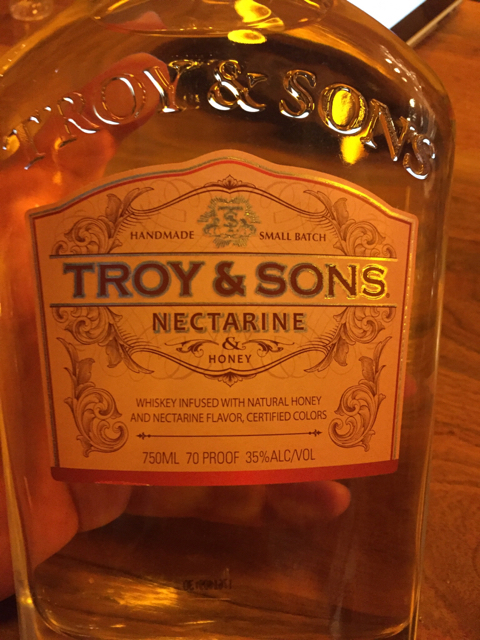 TROY & SONS
HANDMADE SMALL BATCH
TROY & SONS
NECTARINE
&
HONEY
WHISKEY INFUSED WITH NATURAL HONEY
AND NECTARINE FLAVOR, CERTIFIED COLORS
750ML 70 PROOF 35%ALC/VOL